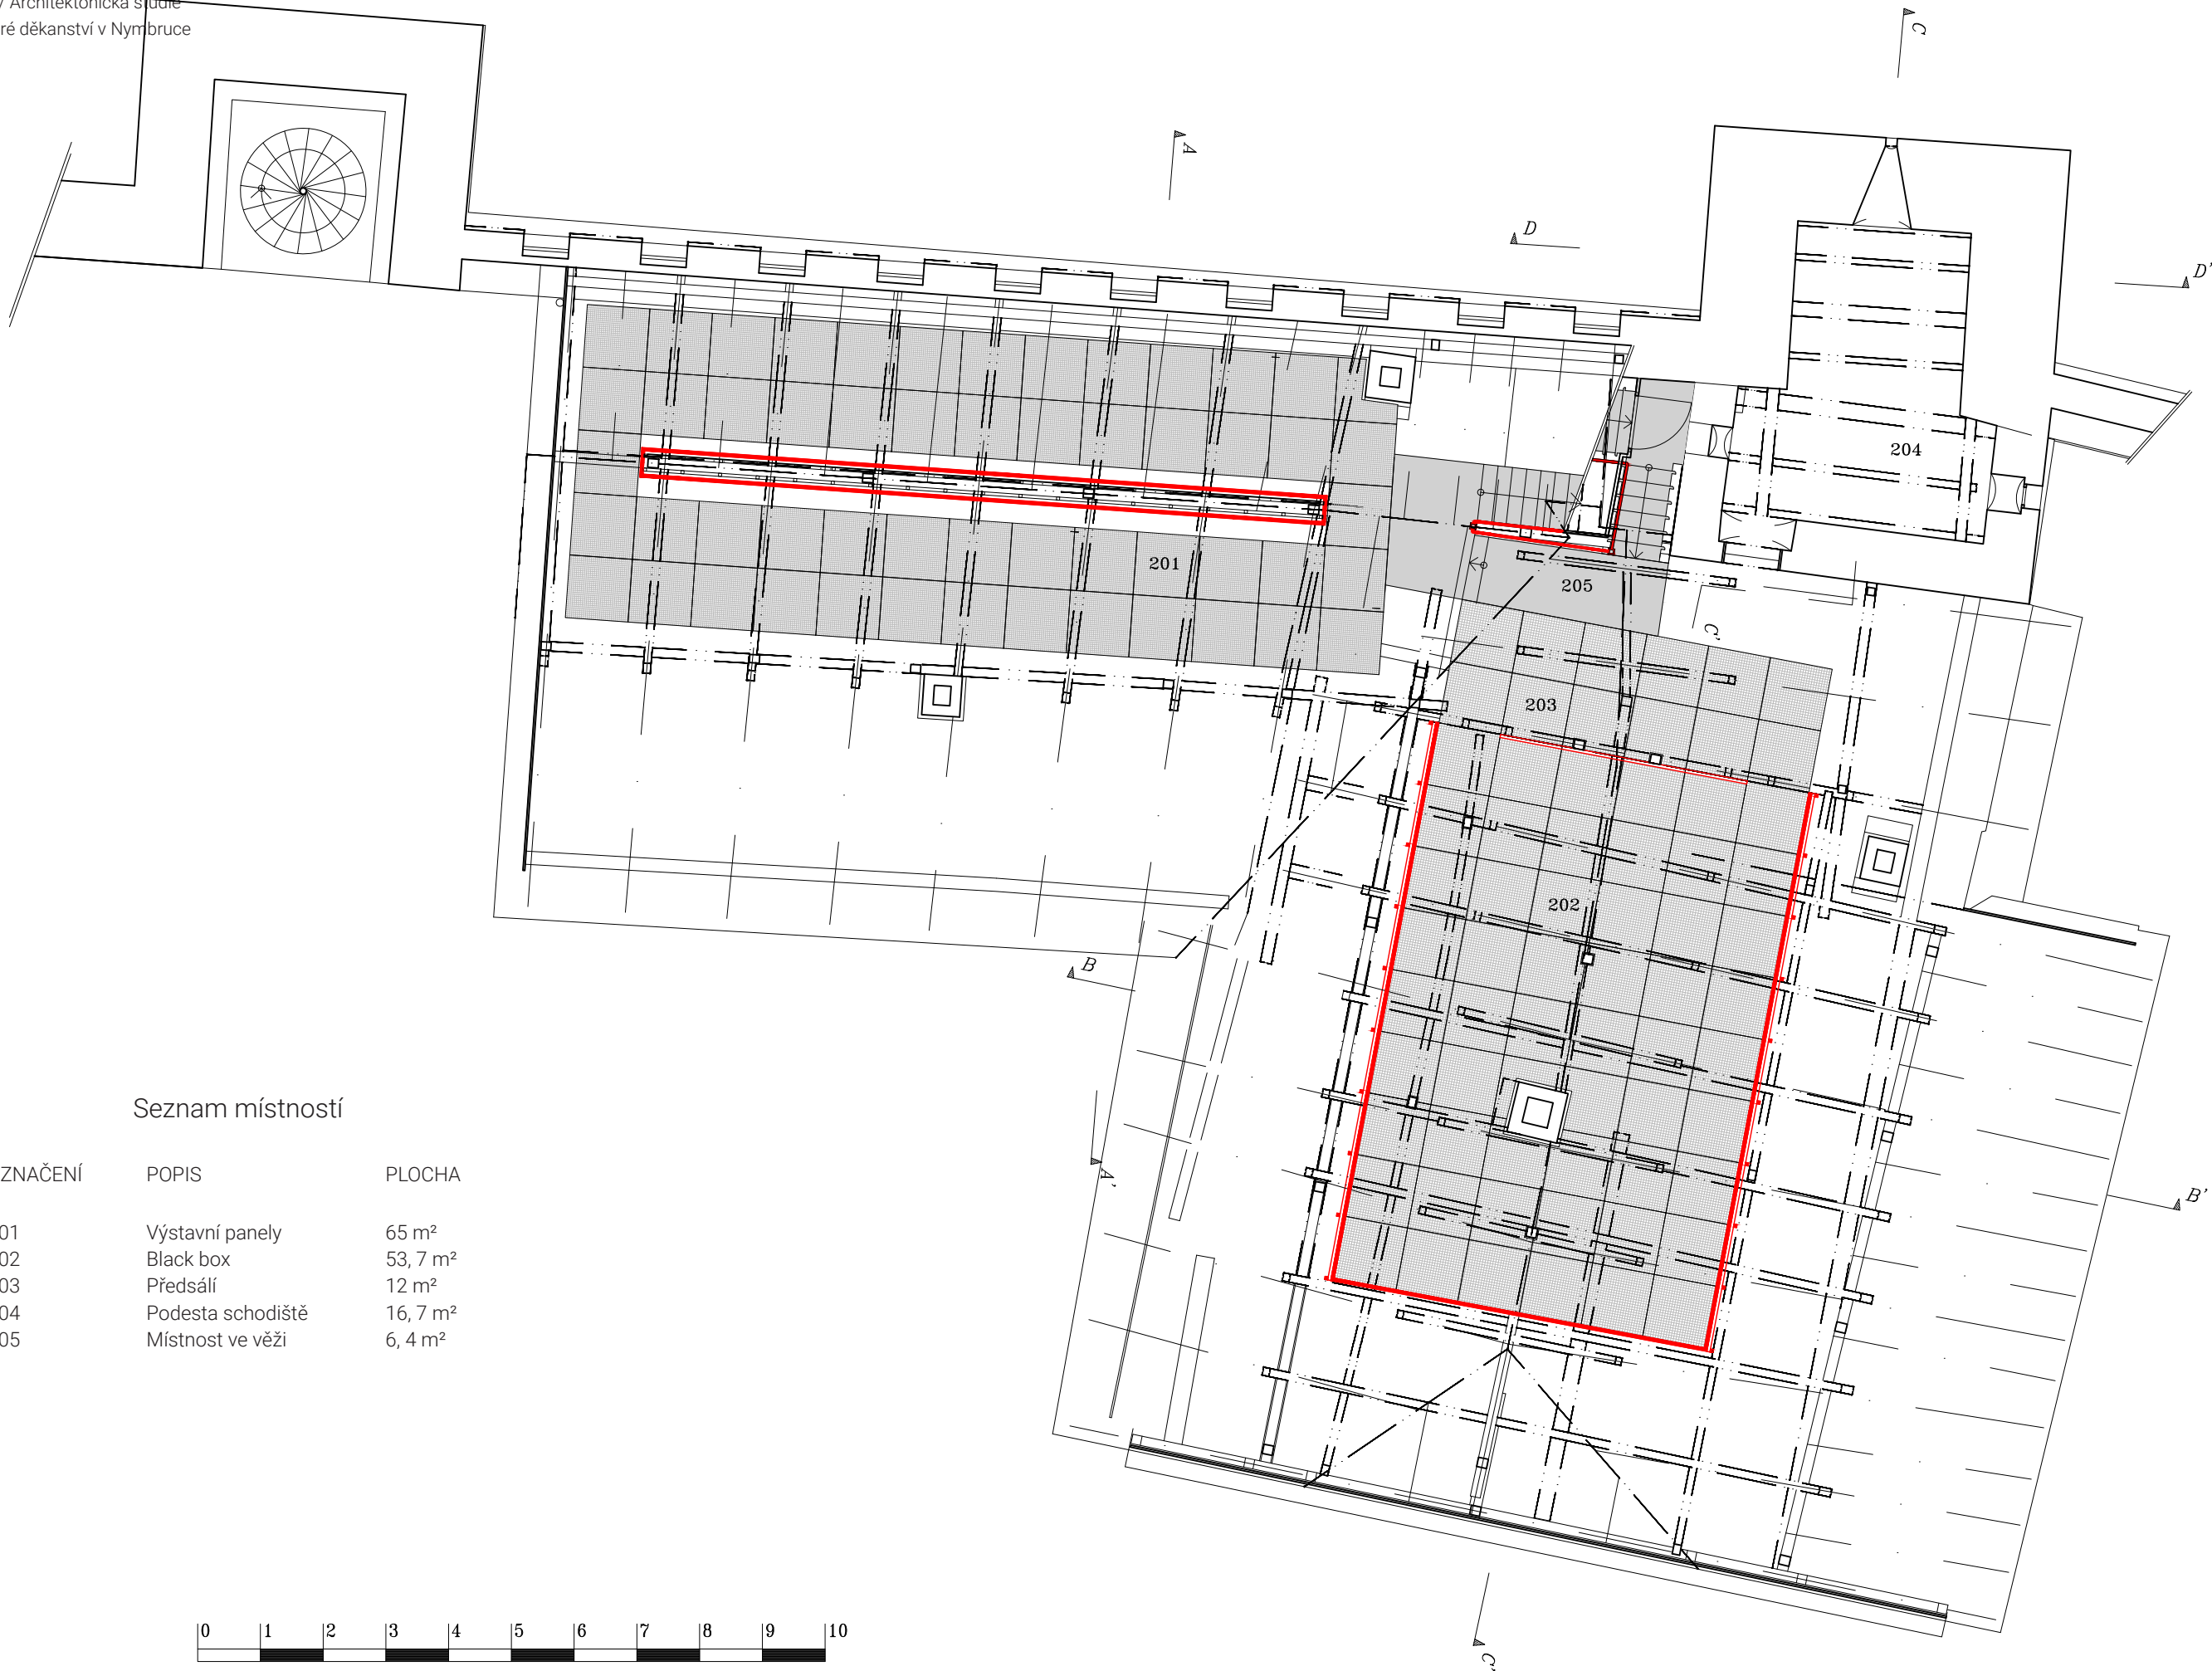 / Architektonická studie
ré děkanství v Nymbruce
C
A
D
D'
204
201
205
C'
203
202
B
A'
B'
Seznam místností
ZNAČENÍ POPIS PLOCHA
01 Výstavní panely 65 m²
02 Black box 53, 7 m²
03 Předsálí 12 m²
04 Podesta schodiště 16, 7 m²
05 Místnost ve věži 6, 4 m²
0 1 2 3 4 5 6 7 8 9 10
C'